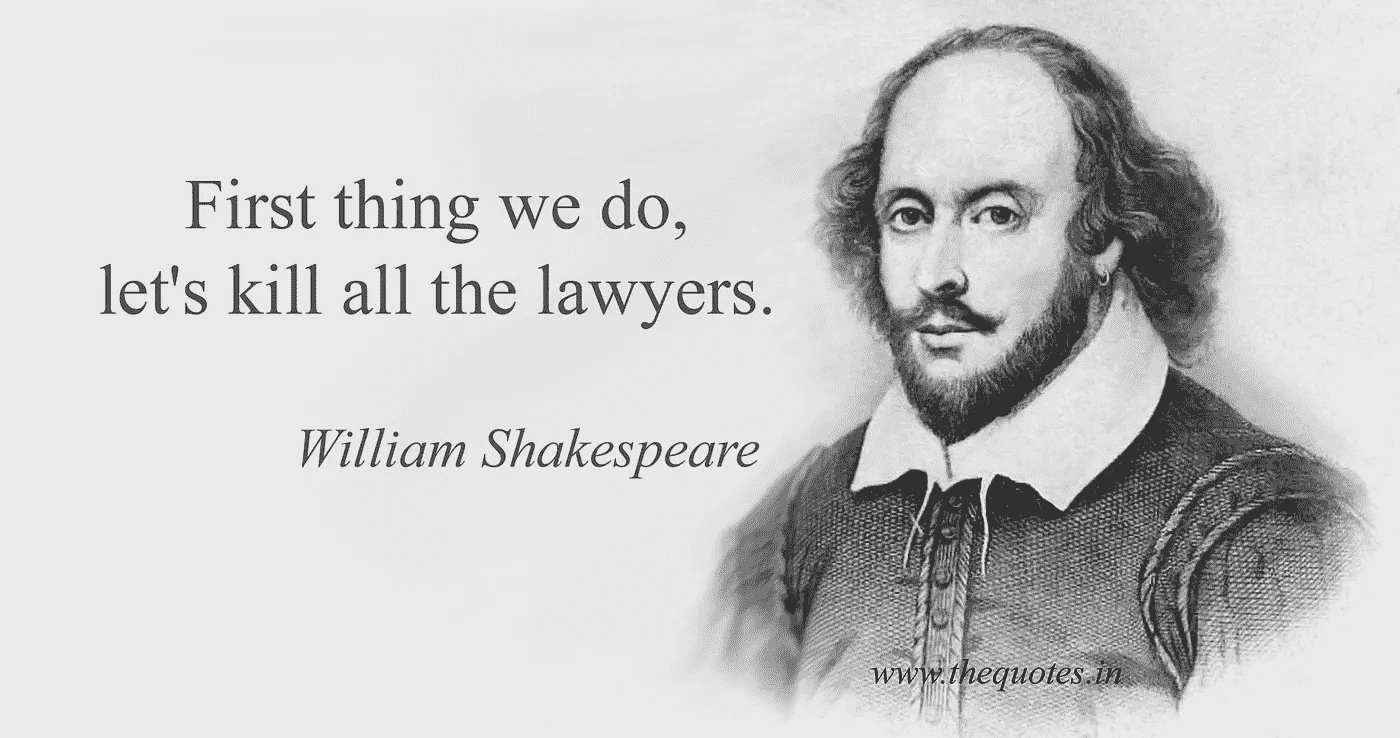 First thing we do,
let's kill all the lawyers.
William Shakespeare
www.thequotes.in